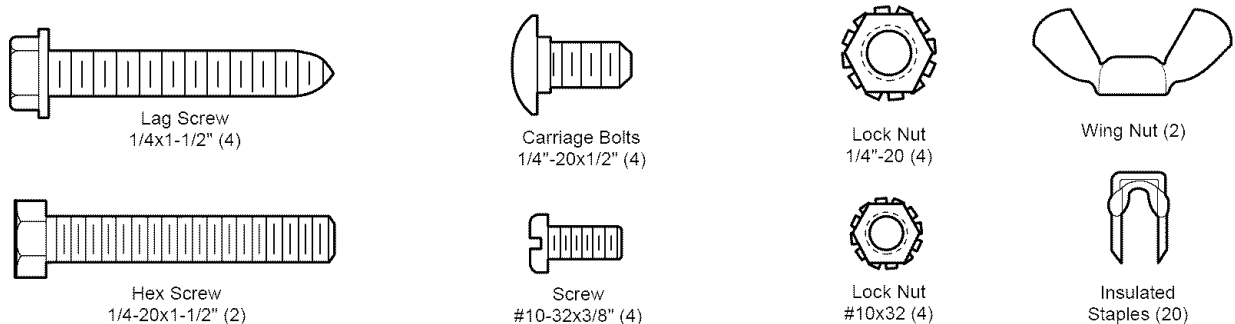 Lag Screw
1/4x1-1/2" (4)
Carriage Bolts
1/4"-20x1/2" (4)
Lock Nut
1/4"-20 (4)
Wing Nut (2)
Hex Screw
1/4-20x1-1/2" (2)
Screw
#10-32x3/8" (4)
Lock Nut
#10x32 (4)
Insulated
Staples (20)